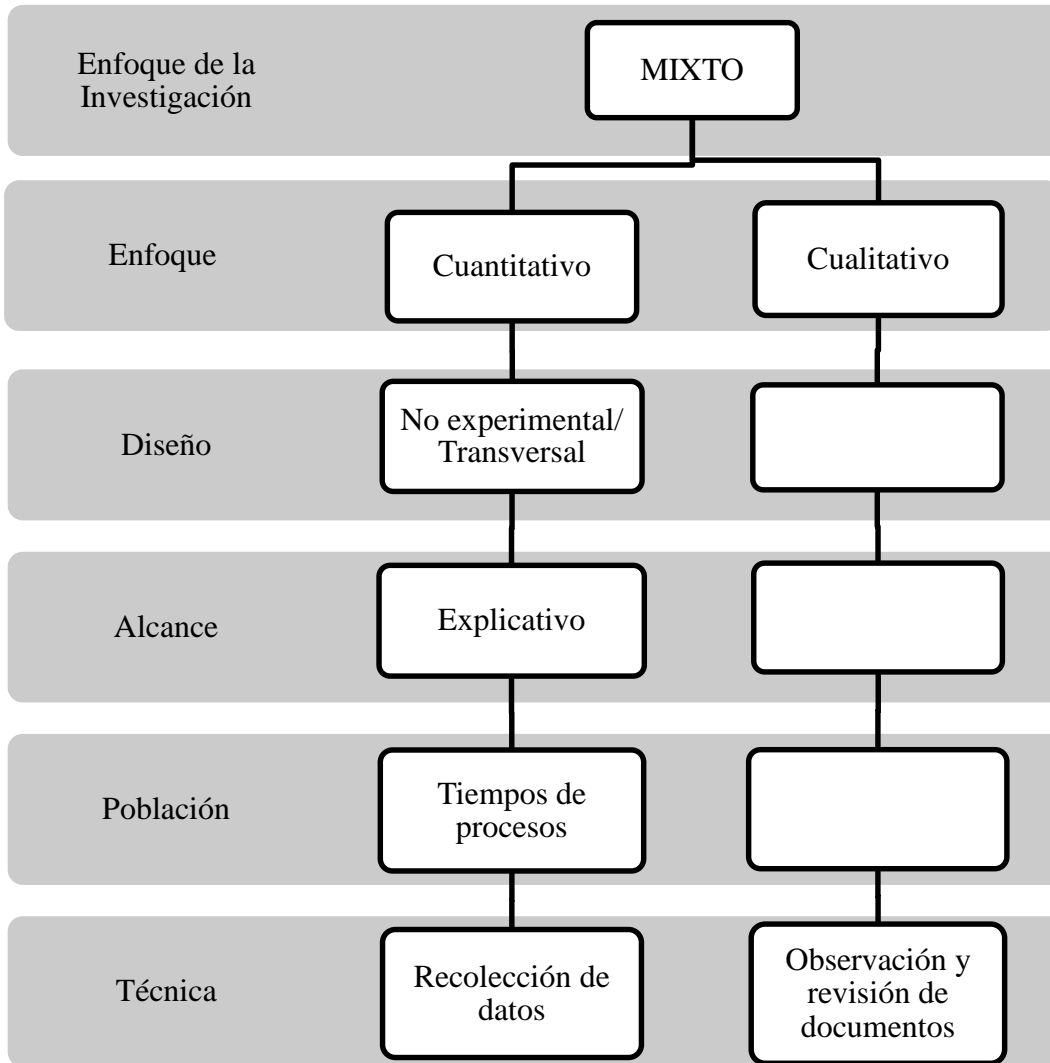 Enfoque de la
Investigación
MIXTO
Enfoque
Cuantitativo
Cualitativo
Diseño
No experimental/
Transversal
Alcance
Explicativo
Población
Tiempos de
procesos
Técnica
Recolección de
datos
Observación y
revisión de
documentos